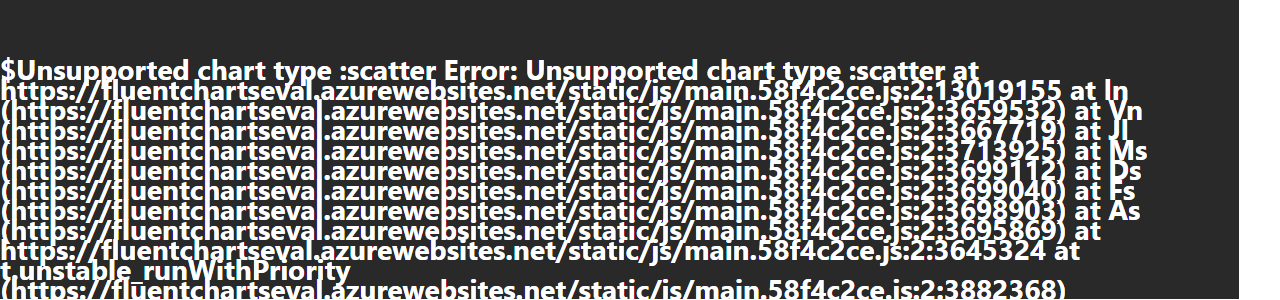 $Unsupported chart type :scatter Error: Unsupported chart type :scatter at
https://fluentchartseval.azurewebsites.net/static/js/main.58f4c2ce.js:2:13019155 at In
(https://fluentchartseval.azurewebsites.net/static/js/main.58f4c2ce.js:2:3659532) at Vn
(https://fluentchartseval.azurewebsites.net/static/js/main.58f4c2ce.js:2:3667719) at Jl
(https://fluentchartseval.azurewebsites.net/static/js/main.58f4c2ce.js:2:3713925) at Ms
(https://fluentchartseval.azurewebsites.net/static/js/main.58f4c2ce.js:2:3699112) at Ds
(https://fluentchartseval.azurewebsites.net/static/js/main.58f4c2ce.js:2:3699040) at Fs
(https://fluentchartseval.azurewebsites.net/static/js/main.58f4c2ce.js:2:3698903) at As
(https://fluentchartseval.azurewebsites.net/static/js/main.58f4c2ce.js:2:3695869) at
https://fluentchartseval.azurewebsites.net/static/js/main.58f4c2ce.js:2:3645324 at
t.unstable_runWithPriority
(https://fluentchartseval.azurewebsites.net/static/js/main.58f4c2ce.js:2:3882368)